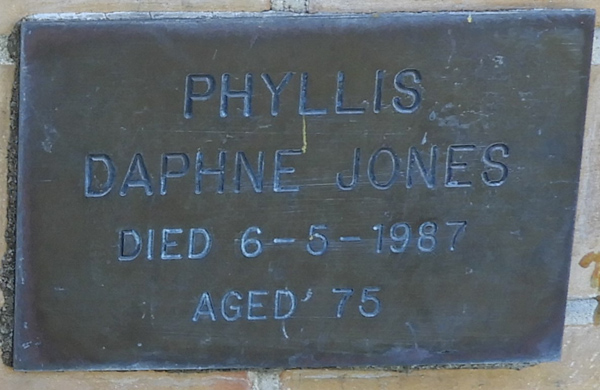 PHYLLIS
DAPHNE JONES
DIED 6-5-1987
AGED 75